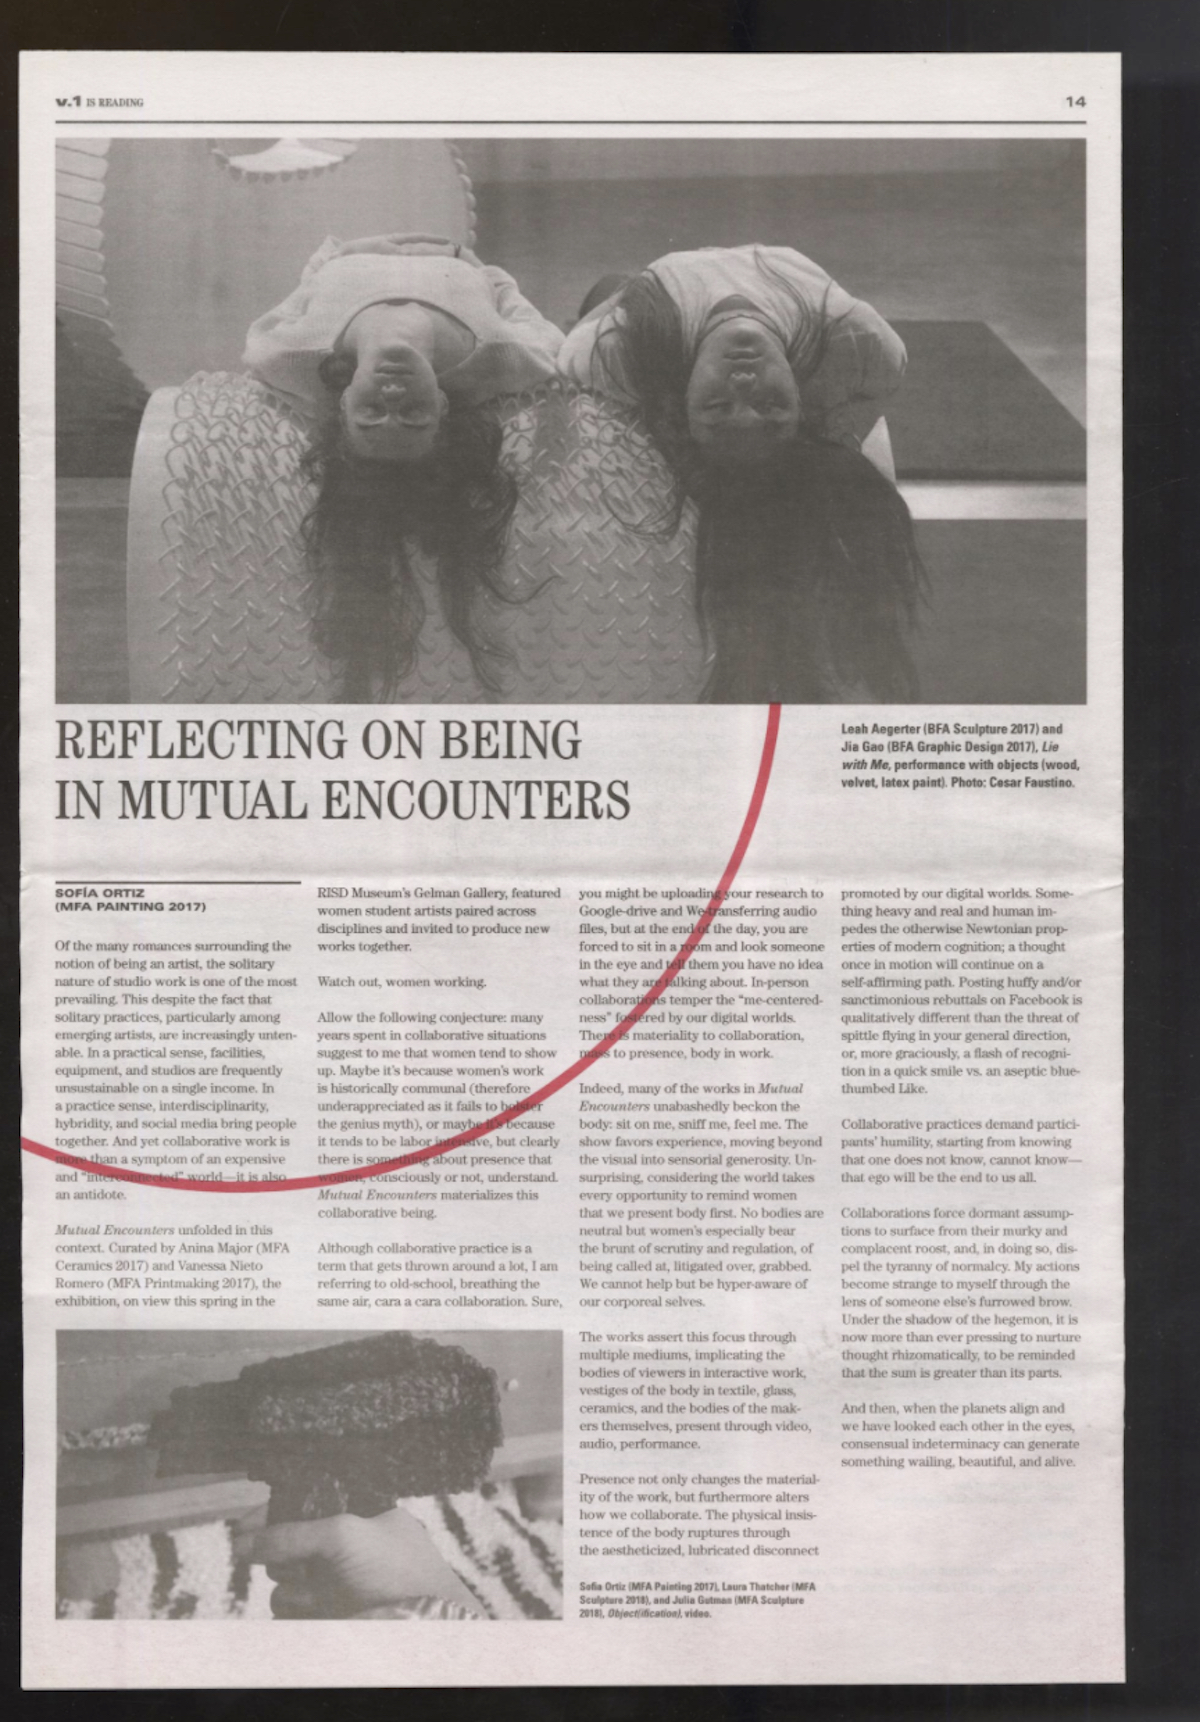 v.1 IS READING
14
REFLECTING ON BEING
IN MUTUAL ENCOUNTERS
Leah Aegerter (BFA Sculpture 2017) and
Jia Gao (BFA Graphic Design 2017), Lie
with Me, performance with objects (wood,
velvet, latex paint). Photo: Cesar Faustino.
SOFÍA ORTIZ
(MFA PAINTING 2017)
Of the many romances surrounding the
notion of being an artist, the solitary
nature of studio work is one of the most
prevailing. This despite the fact that
solitary practices, particularly among
emerging artists, are increasingly unten-
able. In a practical sense, facilities,
equipment, and studios are frequently
unsustainable on a single income. In
a practice sense, interdisciplinarity,
hybridity, and social media bring people
together. And yet collaborative work is
more than a symptom of an expensive
and "interconnected" world—it is also
an antidote.
Mutual Encounters unfolded in this
context. Curated by Anina Major (MFA
Ceramics 2017) and Vanessa Nieto
Romero (MFA Printmaking 2017), the
exhibition, on view this spring in the
RISD Museum's Gelman Gallery, featured
women student artists paired across
disciplines and invited to produce new
works together.
Watch out, women working.
Allow the following conjecture: many
years spent in collaborative situations
suggest to me that women tend to show
up. Maybe it's because women's work
is historically communal (therefore
underappreciated as it fails to bolster
the genius myth), or maybe it's because
it tends to be labor intensive, but clearly
there is something about presence that
women, consciously or not, understand.
Mutual Encounters materializes this
collaborative being.
Although collaborative practice is a
term that gets thrown around a lot, I am
referring to old-school, breathing the
same air, cara a cara collaboration. Sure,
you might be uploading your research to
Google-drive and We-transferring audio
files, but at the end of the day, you are
forced to sit in a room and look someone
in the eye and tell them you have no idea
what they are talking about. In-person
collaborations temper the "me-centered-
ness" fostered by our digital worlds.
There is materiality to collaboration,
mass to presence, body in work.
Indeed, many of the works in Mutual
Encounters unabashedly beckon the
body: sit on me, sniff me, feel me. The
show favors experience, moving beyond
the visual into sensorial generosity. Un-
surprising, considering the world takes
every opportunity to remind women
that we present body first. No bodies are
neutral but women's especially bear
the brunt of scrutiny and regulation, of
being called at, litigated over, grabbed.
We cannot help but be hyper-aware of
our corporeal selves.
The works assert this focus through
multiple mediums, implicating the
bodies of viewers in interactive work,
vestiges of the body in textile, glass,
ceramics, and the bodies of the mak-
ers themselves, present through video,
audio, performance.
Presence not only changes the material-
ity of the work, but furthermore alters
how we collaborate. The physical insis-
tence of the body ruptures through
the aestheticized, lubricated disconnect
promoted by our digital worlds. Some-
thing heavy and real and human im-
pedes the otherwise Newtonian prop-
erties of modern cognition; a thought
once in motion will continue on a
self-affirming path. Posting huffy and/or
sanctimonious rebuttals on Facebook is
qualitatively different than the threat of
spittle flying in your general direction,
or, more graciously, a flash of recogni-
tion in a quick smile vs. an aseptic blue-
thumbed Like.
Collaborative practices demand partici-
pants' humility, starting from knowing
that one does not know, cannot know—
that ego will be the end to us all.
Collaborations force dormant assump-
tions to surface from their murky and
complacent roost, and, in doing so, dis-
pel the tyranny of normalcy. My actions
become strange to myself through the
lens of someone else's furrowed brow.
Under the shadow of the hegemon, it is
now more than ever pressing to nurture
thought rhizomatically, to be reminded
that the sum is greater than its parts.
And then, when the planets align and
we have looked each other in the eyes,
consensual indeterminacy can generate
something wailing, beautiful, and alive.
Sofía Ortiz (MFA Painting 2017), Laura Thatcher (MFA
Sculpture 2018), and Julia Gutman (MFA Sculpture
2018), Object(ification), video.